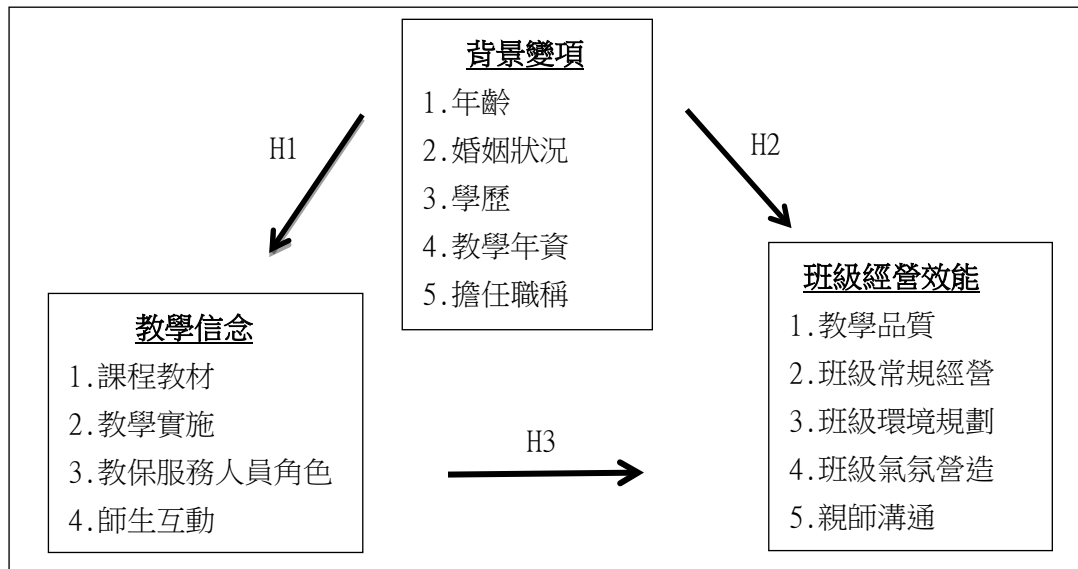 背景變項
1.年齡
2.婚姻狀况
3.學歷
4.教學年資
5.擔任職稱
H1
H2
教學信念
1.課程教材
2.教學實施
3.教保服務人員角色
4.師生互動
H3
班級經營效能
1.教學品質
2.班級常規經營
3.班級環境規劃
4.班級氣氛營造
5.親師溝通